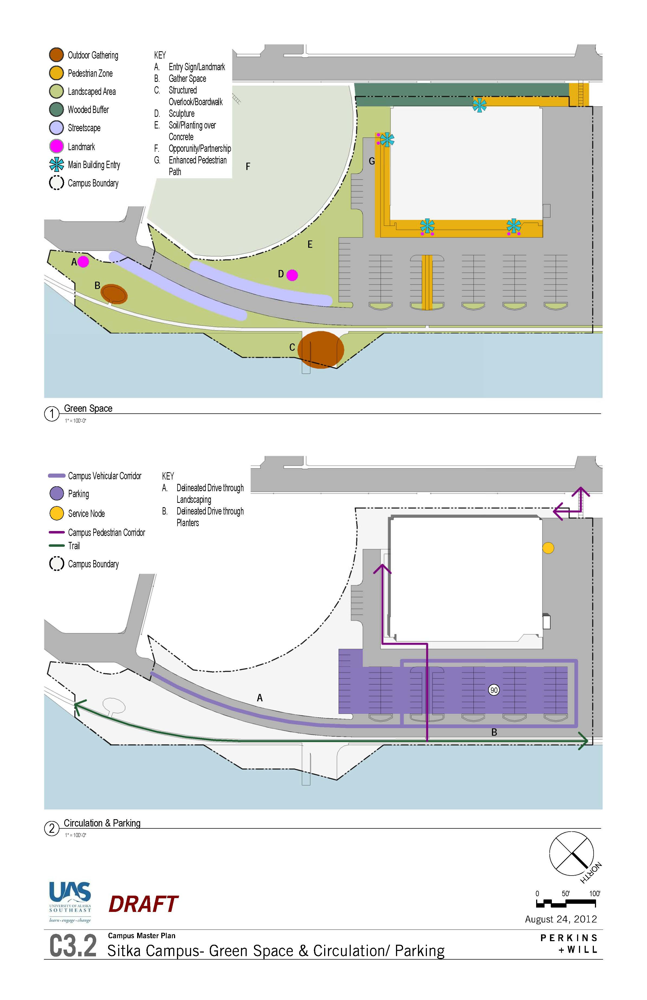 Outdoor Gathering
Pedestrian Zone
Landscaped Area
Wooded Buffer
Streetscape
Landmark
Main Building Entry
Campus Boundary
KEY
A. Entry Sign/Landmark
B. Gather Space
C. Structured
Overlook/Boardwalk
D. Sculpture
E. Soil/Planting over
Concrete
F. Opporunity/Partnership
G. Enhanced Pedestrian
Path
F
G
E
A
D
B
C
1 Green Space
1" = 100'-0"
Campus Vehicular Corridor
Parking
Service Node
Campus Pedestrian Corridor
Trail
Campus Boundary
KEY
A. Delineated Drive through
Landscaping
B. Delineated Drive through
Planters
90
A
B
2 Circulation & Parking
1" = 100'-0"
NORTH
UAS
UNIVERSITY OF ALASKA
SOUTHEAST
learn • engage • change
DRAFT
0 50' 100'
August 24, 2012
C3.2
Campus Master Plan
Sitka Campus- Green Space & Circulation/ Parking
PERKINS
+WILL